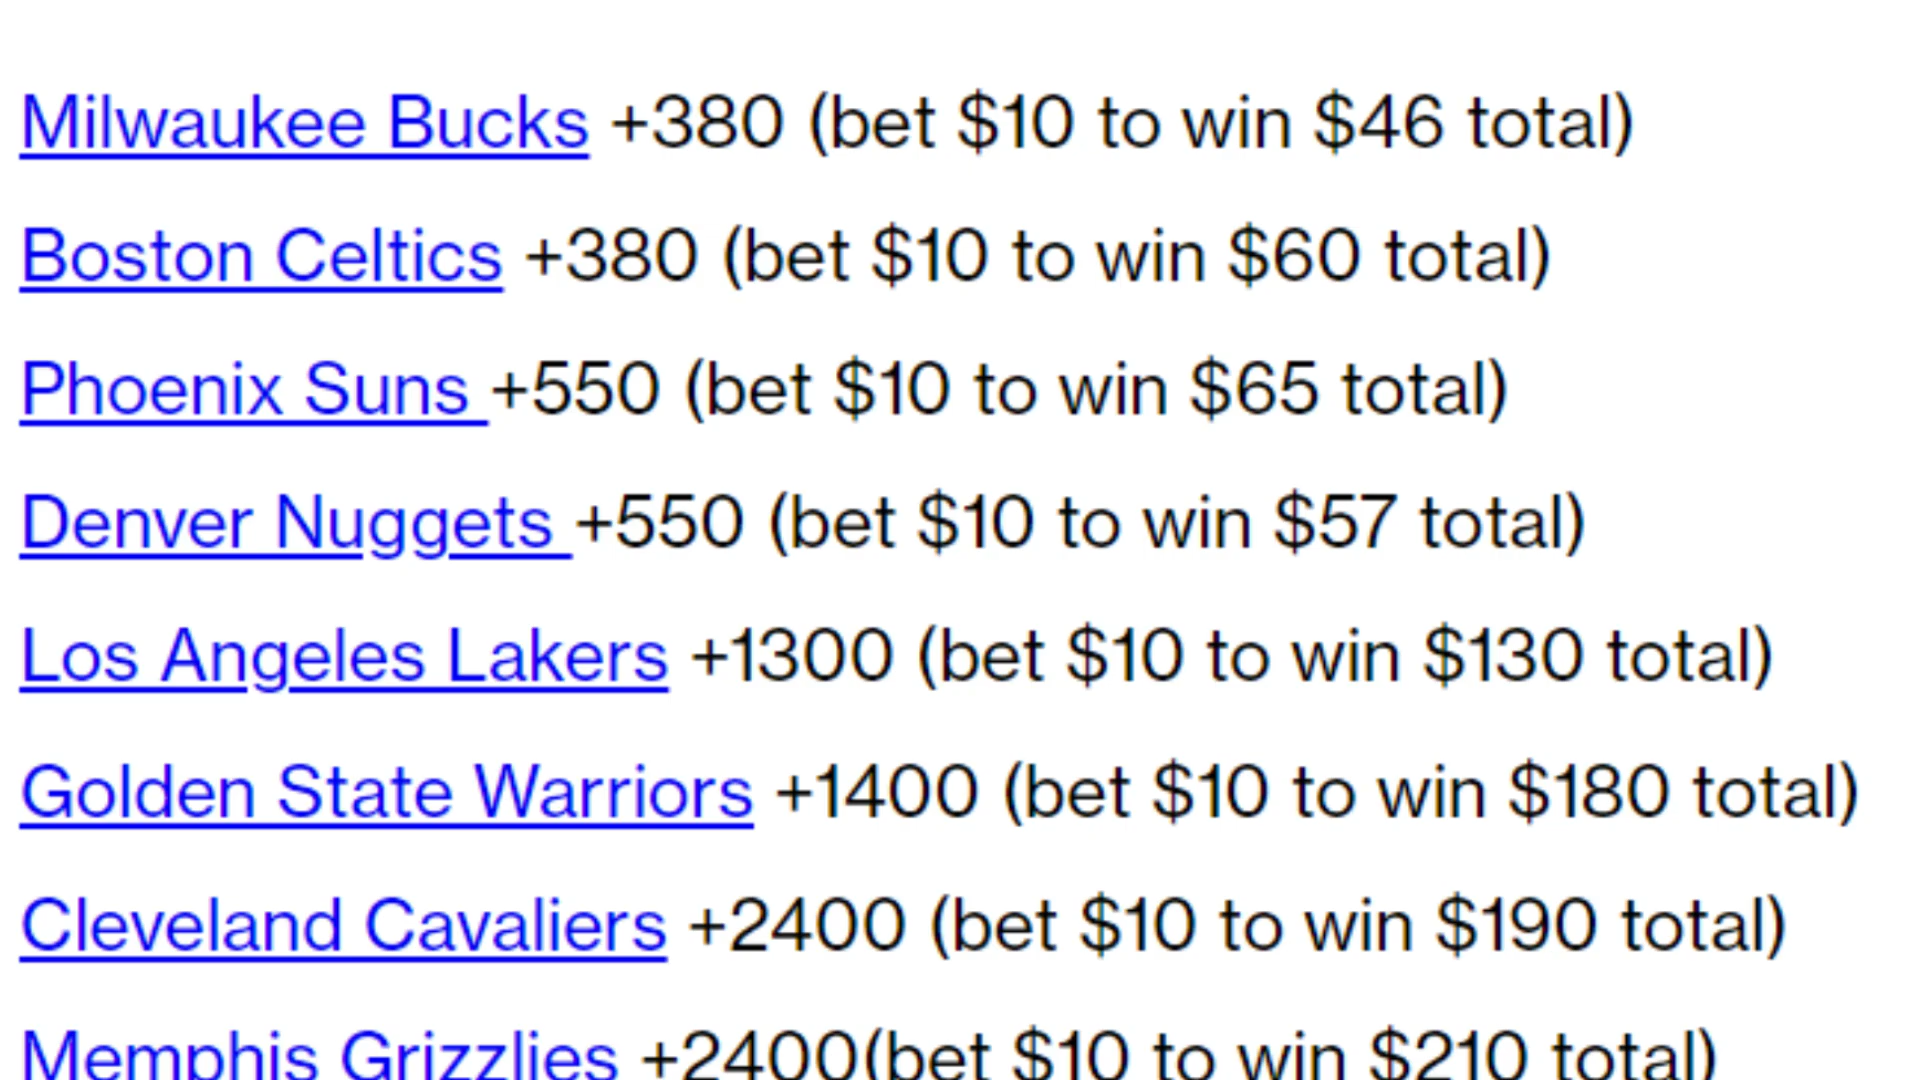 Milwaukee Bucks +380 (bet $10 to win $46 total)
Boston Celtics +380 (bet $10 to win $60 total)
Phoenix Suns +550 (bet $10 to win $65 total)
Denver Nuggets +550 (bet $10 to win $57 total)
Los Angeles Lakers +1300 (bet $10 to win $130 total)
Golden State Warriors +1400 (bet $10 to win $180 total)
Cleveland Cavaliers +2400 (bet $10 to win $190 total)
Memphis Grizzlies +2400(bet $10 to win $210 total)